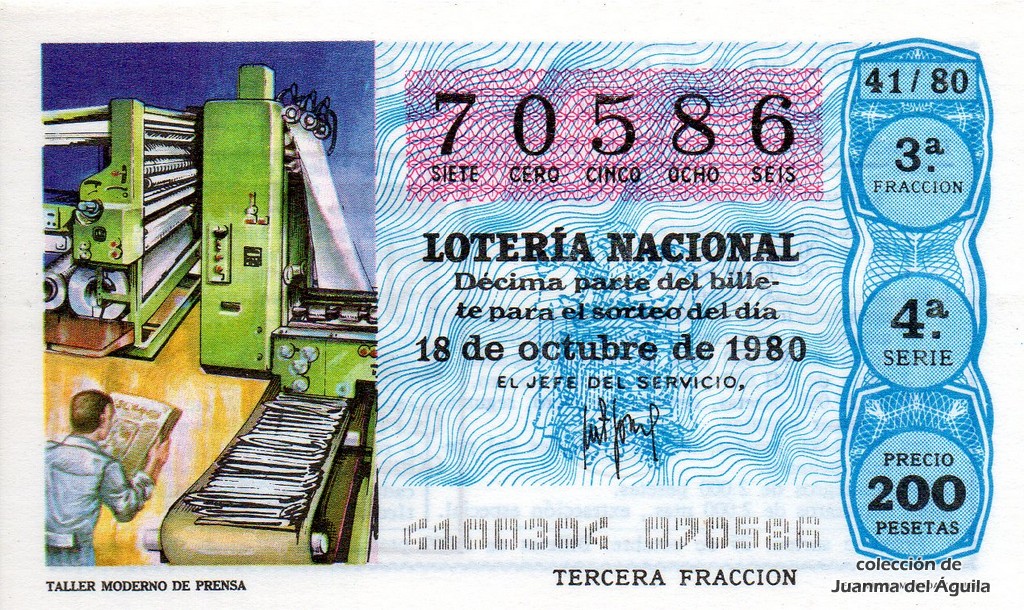 41/80
70586
SIETE CERO CINCO OCHO SEIS
3ª.
FRACCION
LOTERÍA NACIONAL
Décima parte del bille-
te para el sorteo del día
18 de octubre de 1980
EL JEFE DEL SERVICIO,
4ª.
SERIE
PRECIO
200
PESETAS
4100304 070586
TERCERA FRACCION
TALLER MODERNO DE PRENSA
colección de
Juanma del Águila